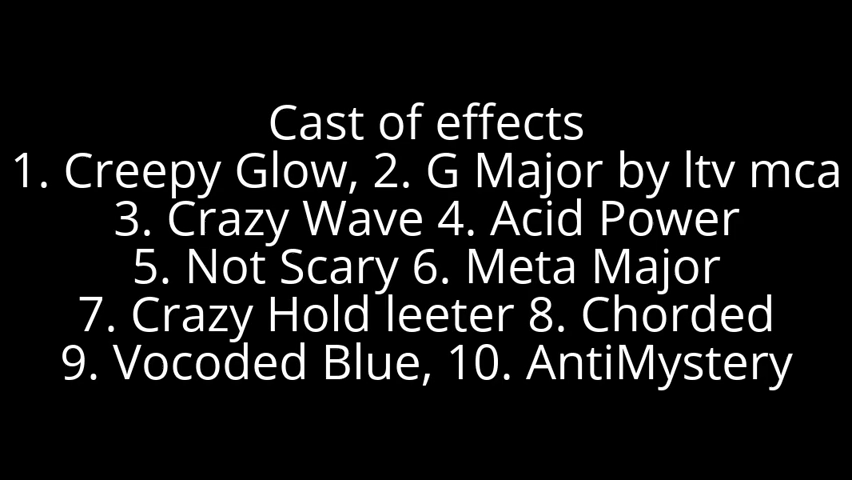 Cast of effects
1. Creepy Glow, 2. G Major by ltv mca
3. Crazy Wave 4. Acid Power
5. Not Scary 6. Meta Major
7. Crazy Hold leeter 8. Chorded
9. Vocoded Blue, 10. AntiMystery